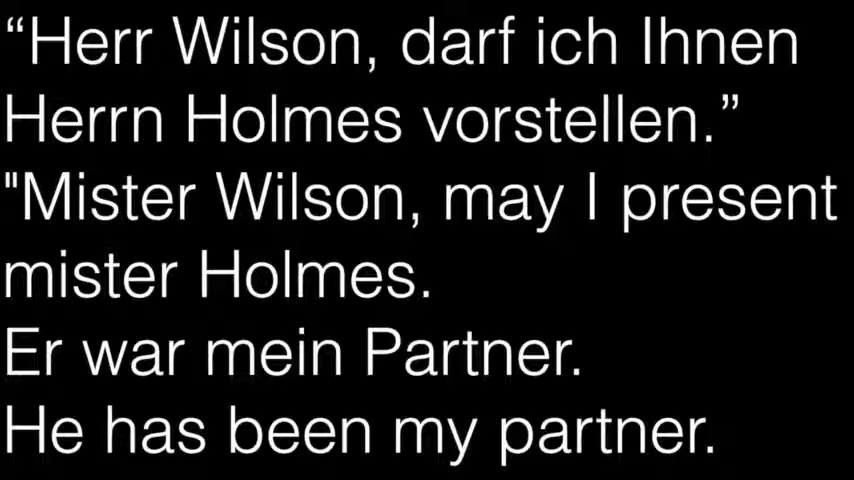 “Herr Wilson, darf ich Ihnen
Herrn Holmes vorstellen.”
"Mister Wilson, may I present
mister Holmes.
Er war mein Partner.
He has been my partner.